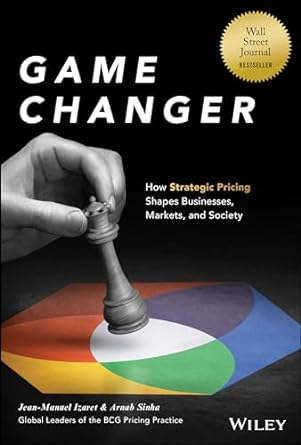 Wall
Street
Journal
BESTSELLER
GAME
CHANGER
How Strategic Pricing
Shapes Businesses,
Markets, and Society
Jean-Manuel Izaret & Arnab Sinha
Global Leaders of the BCG Pricing Practice
WILEY